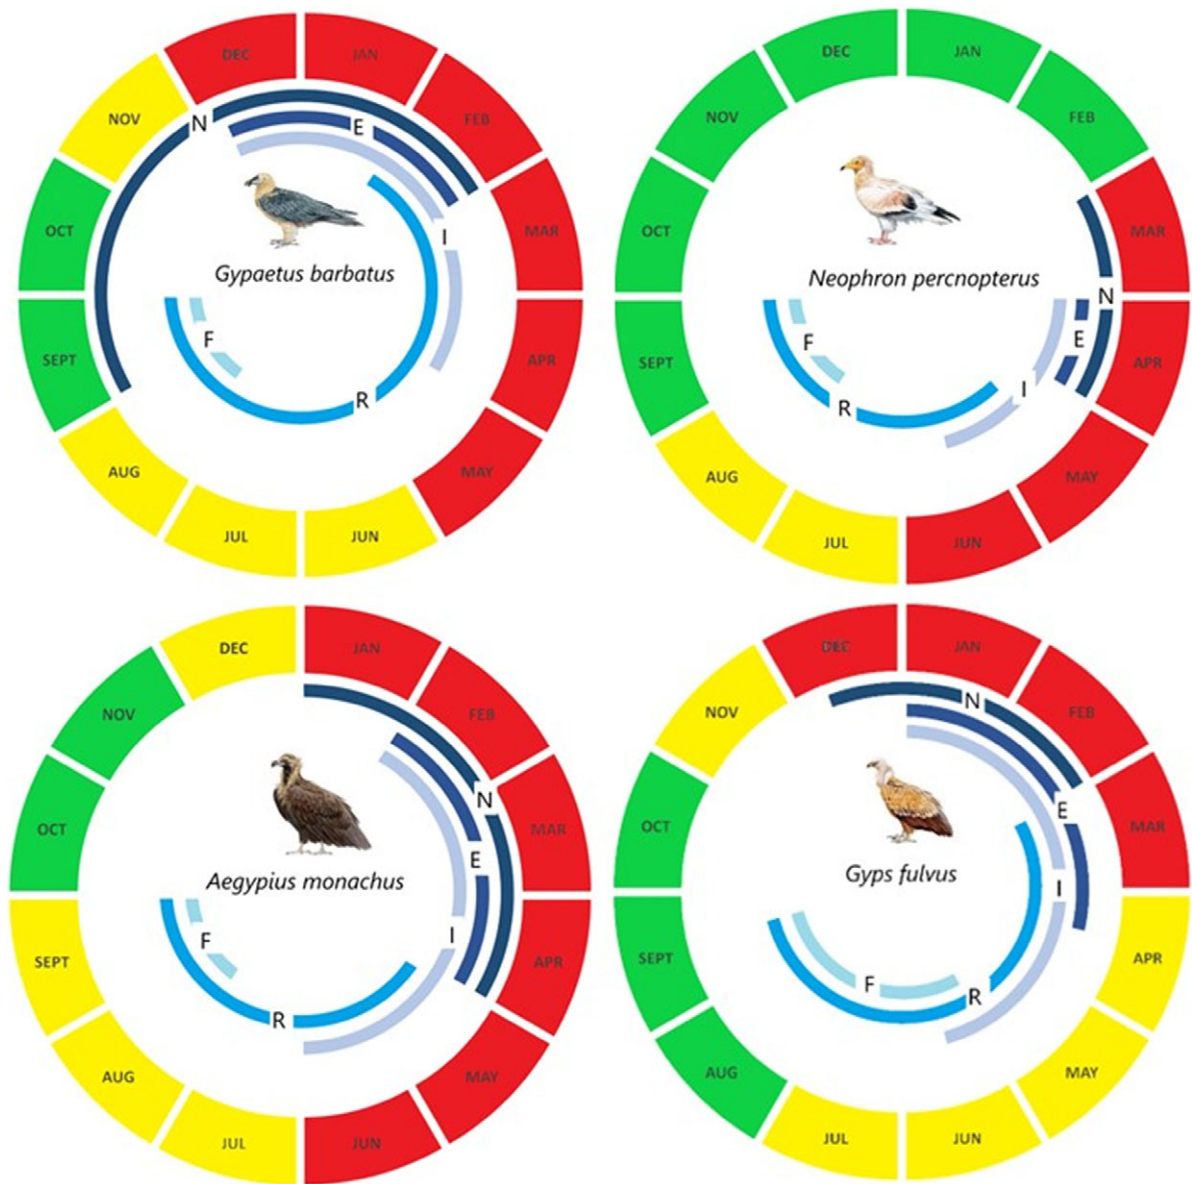 DEC
JAN
FEB
MAR
APR
MAY
JUN
JUL
AUG
SEPT
OCT
NOV
N
E
I
R
F
Gypaetus barbatus
DEC
JAN
FEB
MAR
APR
MAY
JUN
JUL
AUG
SEPT
OCT
NOV
N
E
I
R
F
Neophron percnopterus
DEC
JAN
FEB
MAR
APR
MAY
JUN
JUL
AUG
SEPT
OCT
NOV
N
E
I
R
F
Aegypius monachus
DEC
JAN
FEB
MAR
APR
MAY
JUN
JUL
AUG
SEPT
OCT
NOV
N
E
I
R
F
Gyps fulvus